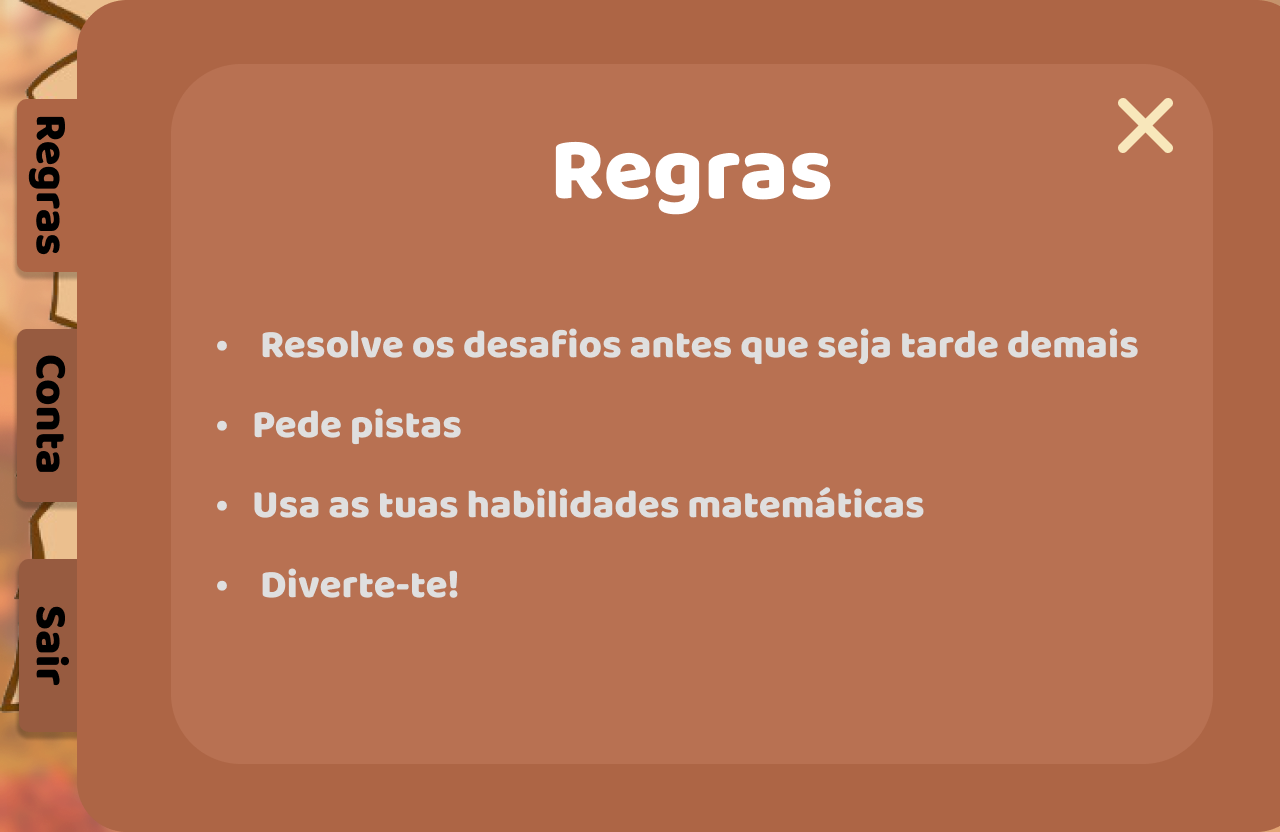 Regras
Conta
Sair
Regras
• Resolve os desafios antes que seja tarde demais
• Pede pistas
• Usa as tuas habilidades matemáticas
• Diverte-te!